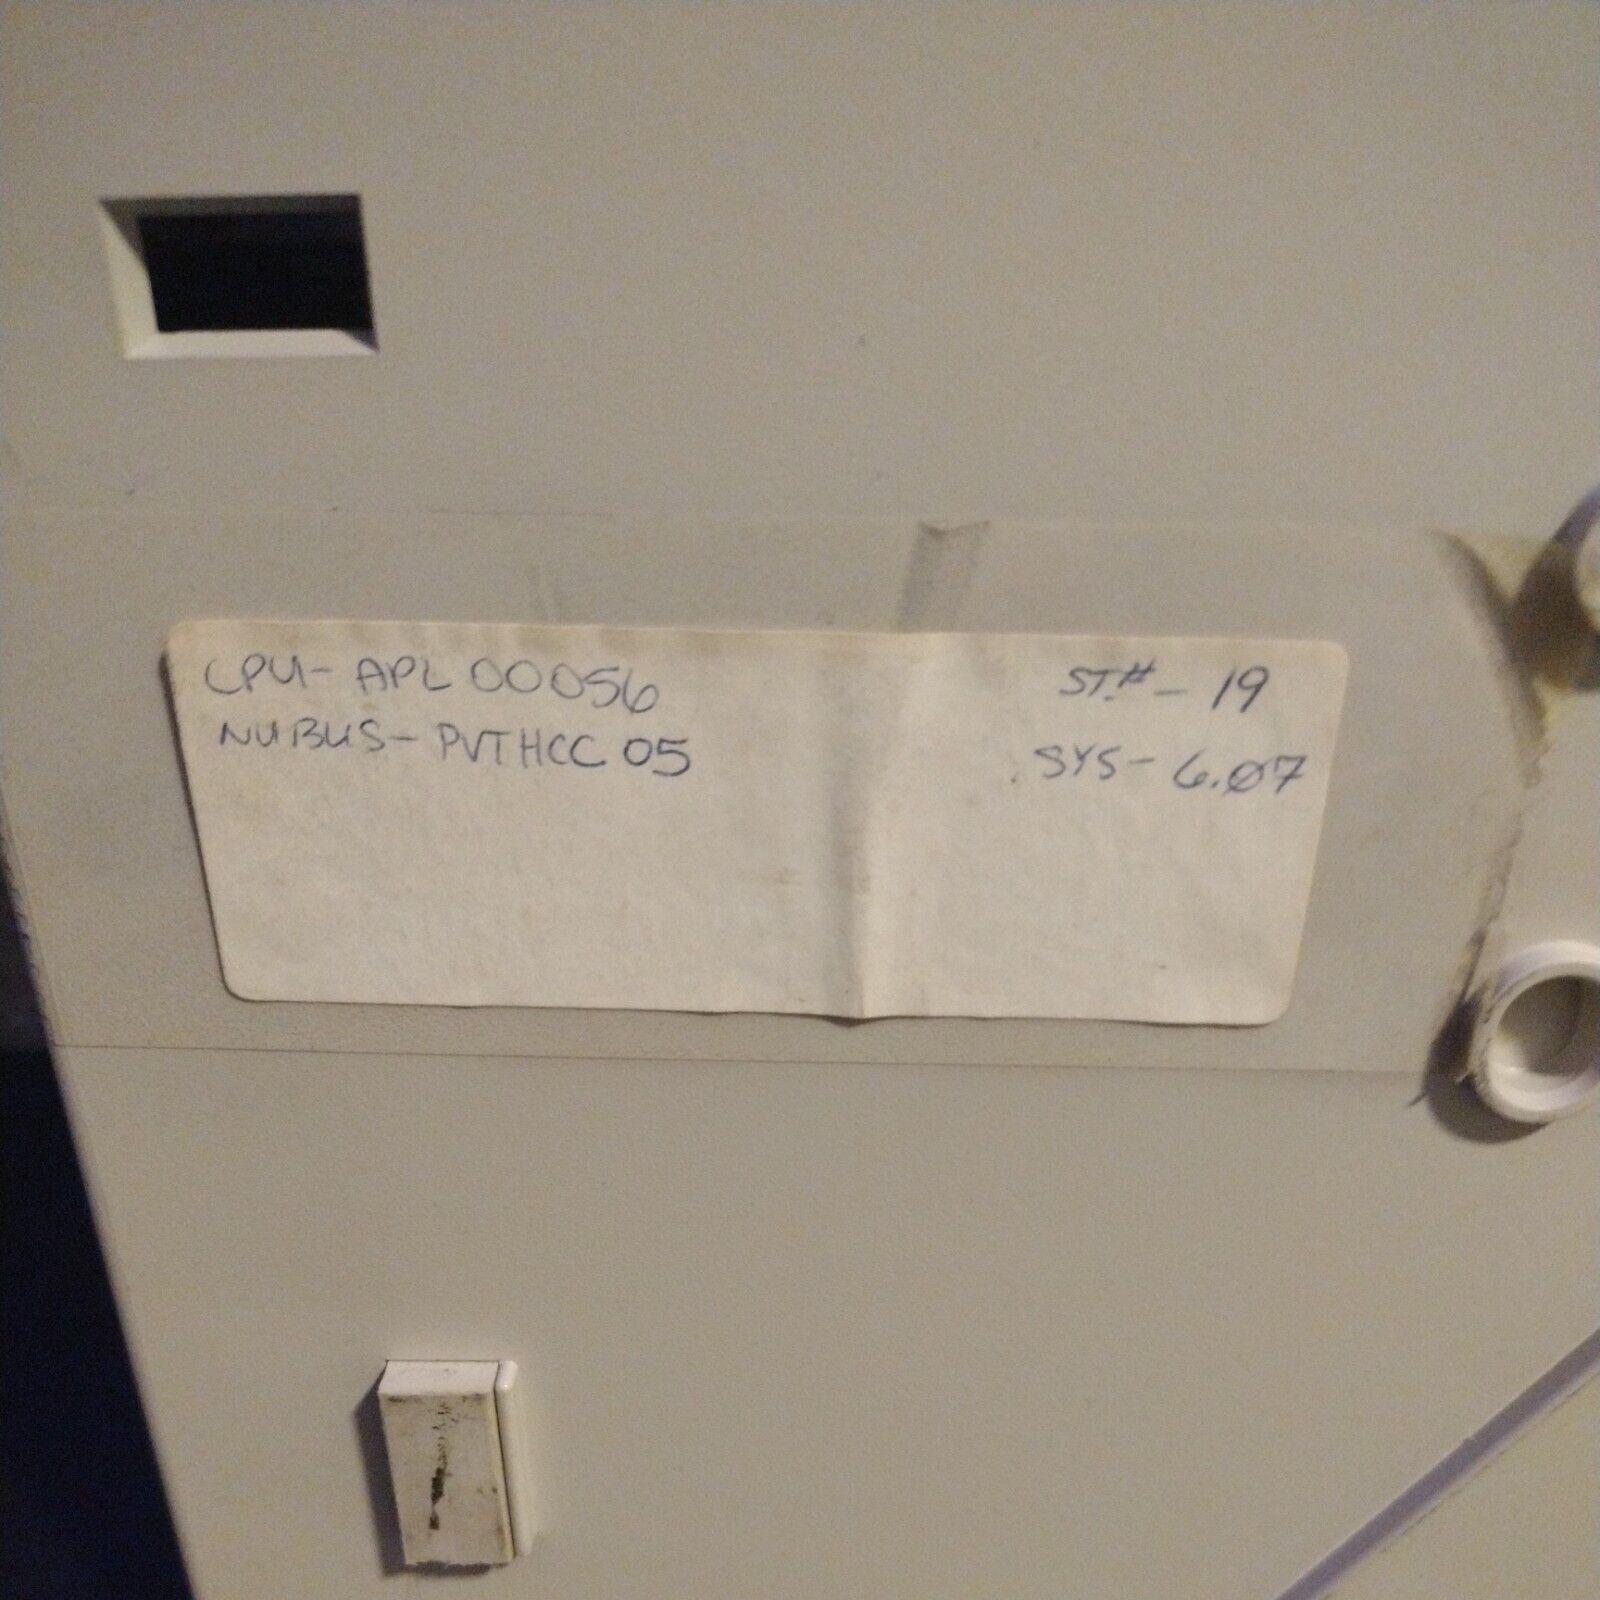 CPU- APL 00056
NUBUS- PVTHCC 05
ST.# - 19
SYS- 6.07